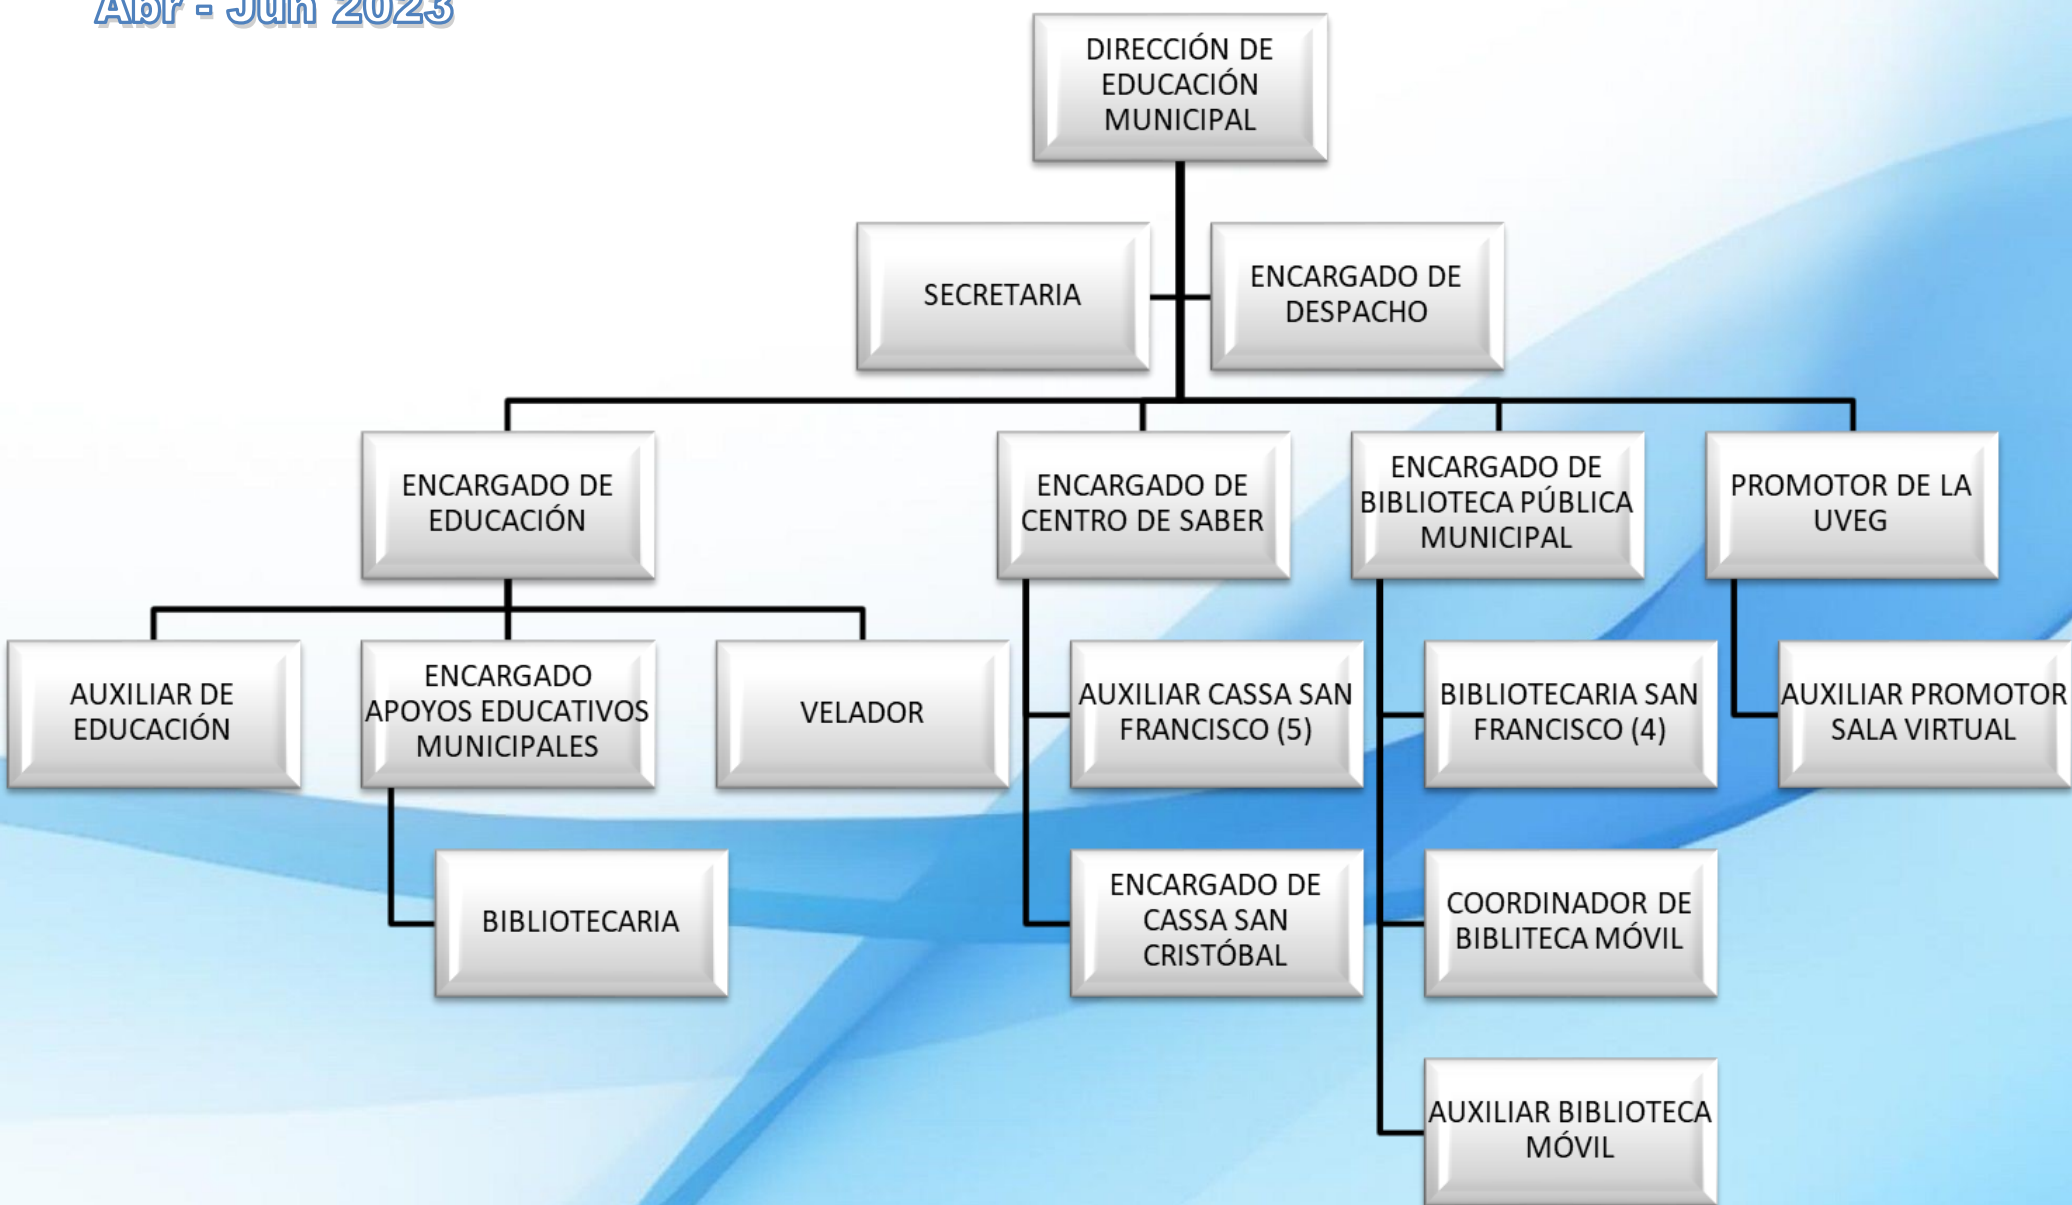 Abr - Jun 2023
DIRECCIÓN DE
EDUCACIÓN
MUNICIPAL
SECRETARIA
ENCARGADO DE
DESPACHO
ENCARGADO DE
EDUCACIÓN
ENCARGADO DE
CENTRO DE SABER
ENCARGADO DE
BIBLIOTECA PÚBLICA
MUNICIPAL
PROMOTOR DE LA
UVEG
AUXILIAR DE
EDUCACIÓN
ENCARGADO
APOYOS EDUCATIVOS
MUNICIPALES
VELADOR
AUXILIAR CASSA SAN
FRANCISCO (5)
BIBLIOTECARIA SAN
FRANCISCO (4)
AUXILIAR PROMOTOR
SALA VIRTUAL
BIBLIOTECARIA
ENCARGADO DE
CASSA SAN
CRISTÓBAL
COORDINADOR DE
BIBLITECA MÓVIL
AUXILIAR BIBLIOTECA
MÓVIL